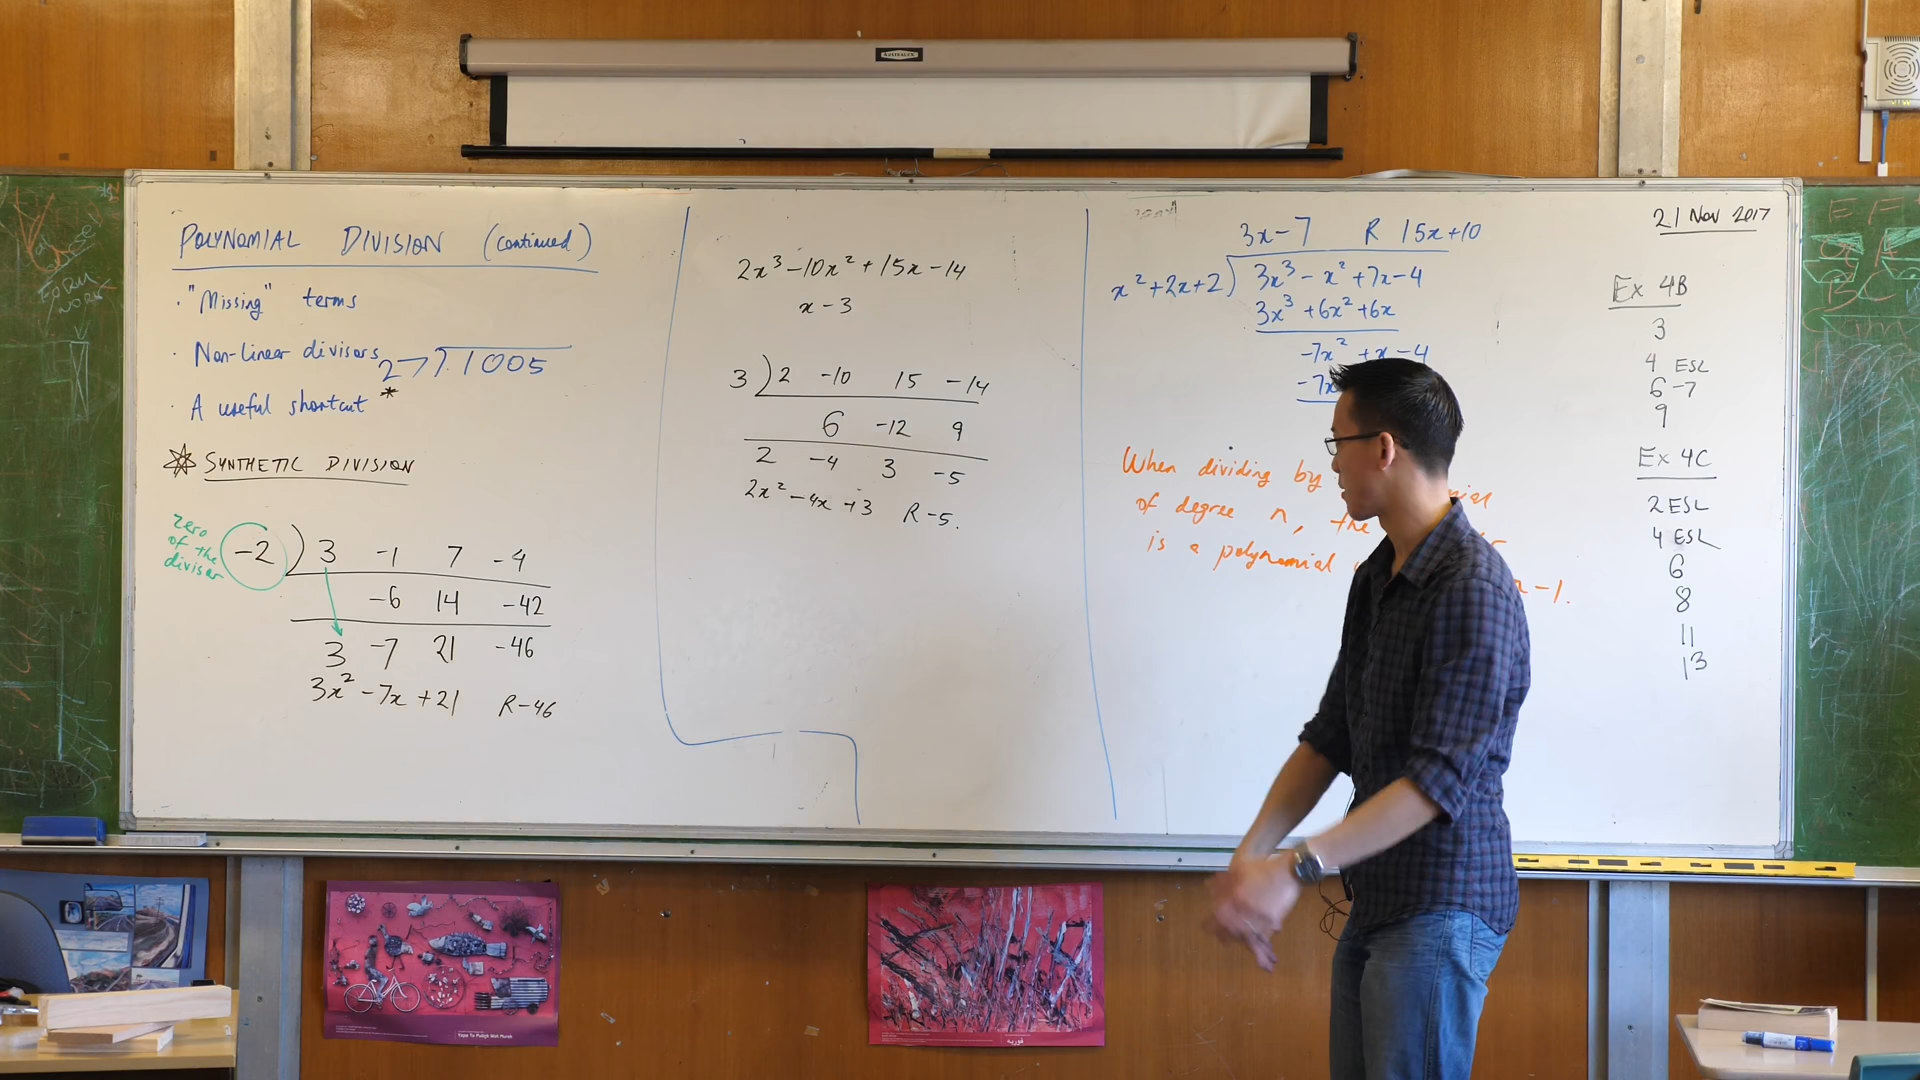 POLYNOMIAL DIVISION (continued)
· "Missing" terms
· Non-linear divisors
27 ) 1005
· A useful shortcut *
SYNTHETIC DIVISION
zero
of the
divisor
-2 ) 3 -1 7 -4
-6 14 -42
3 -7 21 -46
3x² - 7x + 21 R-46
2x³ - 10x² + 15x - 14
x - 3
3 ) 2 -10 15 -14
6 -12 9
2 -4 3 -5
2x² - 4x + 3 R -5.
3x - 7 R 15x + 10
x² + 2x + 2 ) 3x³ - x² + 7x - 4
3x³ + 6x² + 6x
-7x² + x - 4
-7x
When dividing by
of degree n, the
is a polynomial
n-1.
21 Nov 2017
Ex 4B
3
4 ESL
6-7
9
Ex 4C
2 ESL
4 ESL
6
8
11
13